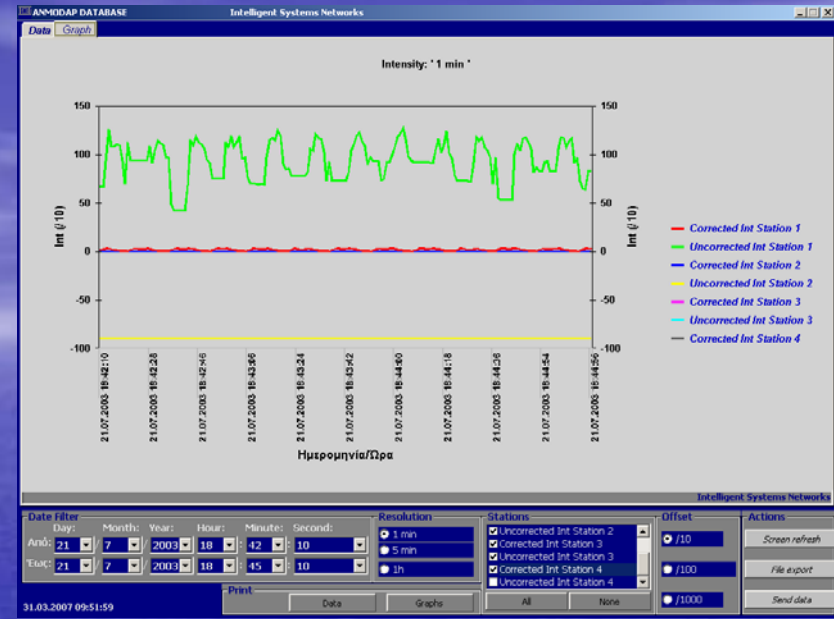 ANMODAP DATABASE
Intelligent Systems Networks
Data Graph
Intensity: ' 1 min '
150
100
50
0
-50
-100
Int (/10)
150
100
50
0
-50
-100
Int (/10)
21.07.2003 18:42:10
21.07.2003 18:42:28
21.07.2003 18:42:46
21.07.2003 18:43:06
21.07.2003 18:43:24
21.07.2003 18:43:42
21.07.2003 18:44:00
21.07.2003 18:44:18
21.07.2003 18:44:36
21.07.2003 18:44:54
21.07.2003 18:44:56
Ημερομηνία/Ώρα
Corrected Int Station 1
Uncorrected Int Station 1
Corrected Int Station 2
Uncorrected Int Station 2
Corrected Int Station 3
Uncorrected Int Station 3
Corrected Int Station 4
Intelligent Systems Networks
Date Filter
Day: Month: Year: Hour: Minute: Second:
Από: 21 / 7 / 2003 18 : 42 : 10
Έως: 21 / 7 / 2003 18 : 45 : 10
Resolution
1 min
5 min
1h
Stations
Uncorrected Int Station 2
Corrected Int Station 3
Uncorrected Int Station 3
Corrected Int Station 4
Uncorrected Int Station 4
All None
Offset
/10
/100
/1000
Actions
Screen refresh
File export
Send data
Print
Data Graphs
31.03.2007 09:51:59